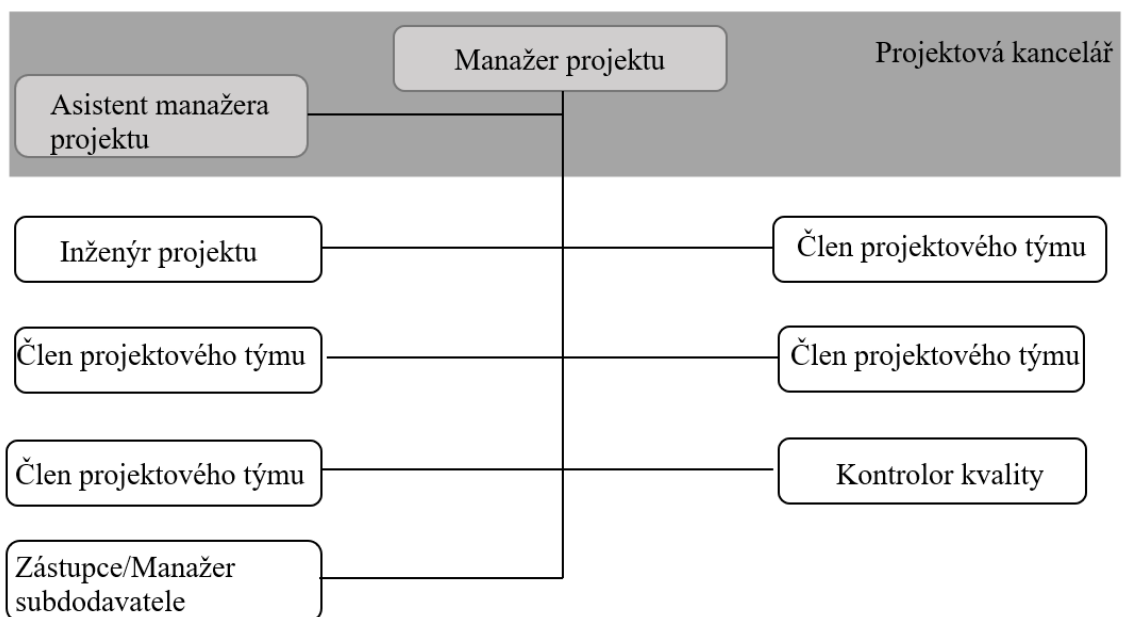 Manažer projektu
Projektová kancelář
Asistent manažera
projektu
Inženýr projektu
Člen projektového týmu
Člen projektového týmu
Člen projektového týmu
Člen projektového týmu
Kontrolor kvality
Zástupce/Manažer
subdodavatele